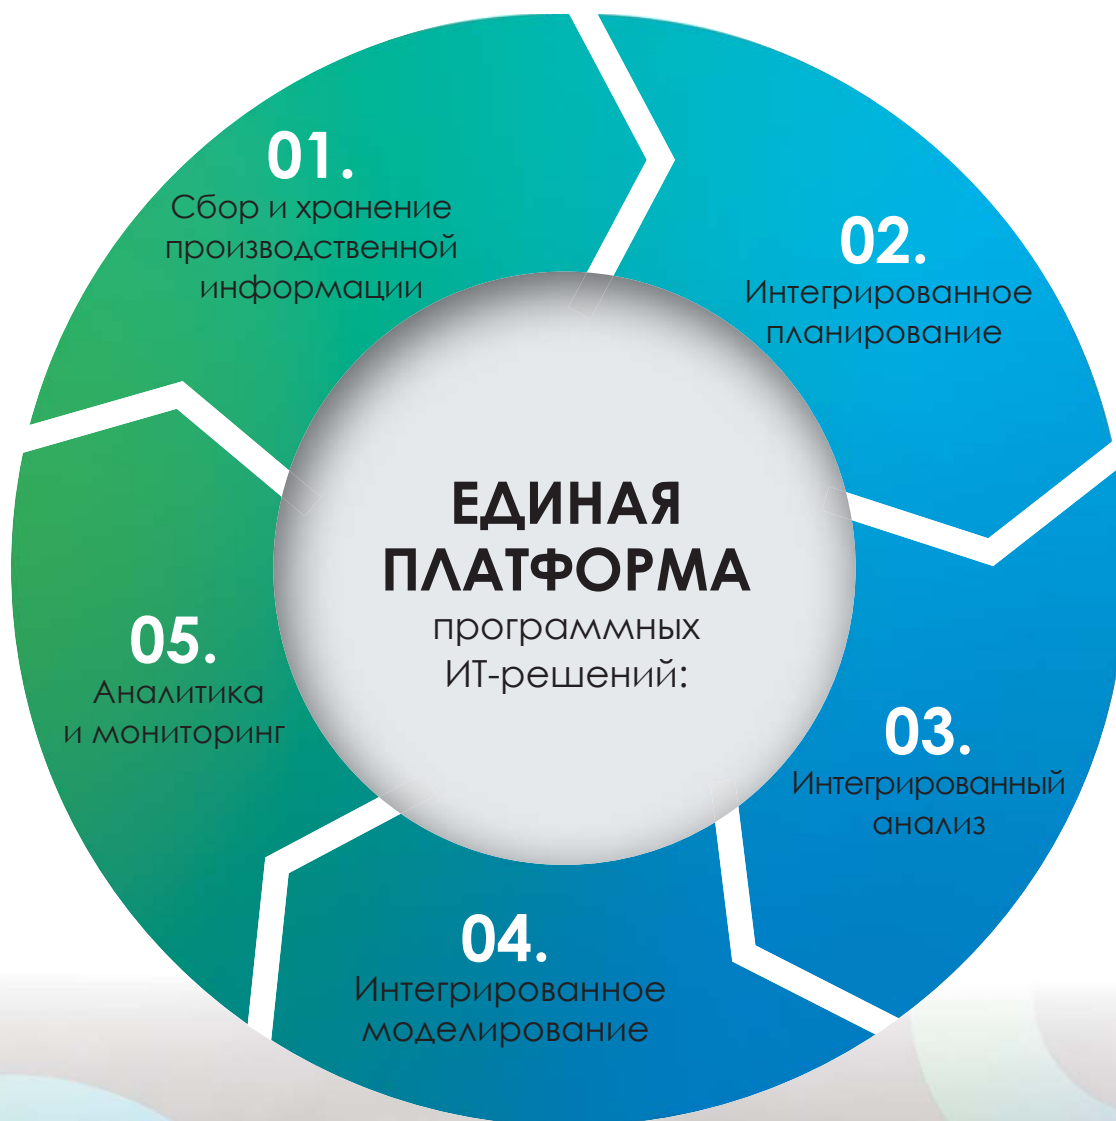 01.
Сбор и хранение
производственной
информации
02.
Интегрированное
планирование
ЕДИНАЯ
ПЛАТФОРМА
программных
ИТ-решений:
03.
Интегрированный
анализ
04.
Интегрированное
моделирование
05.
Аналитика
и мониторинг